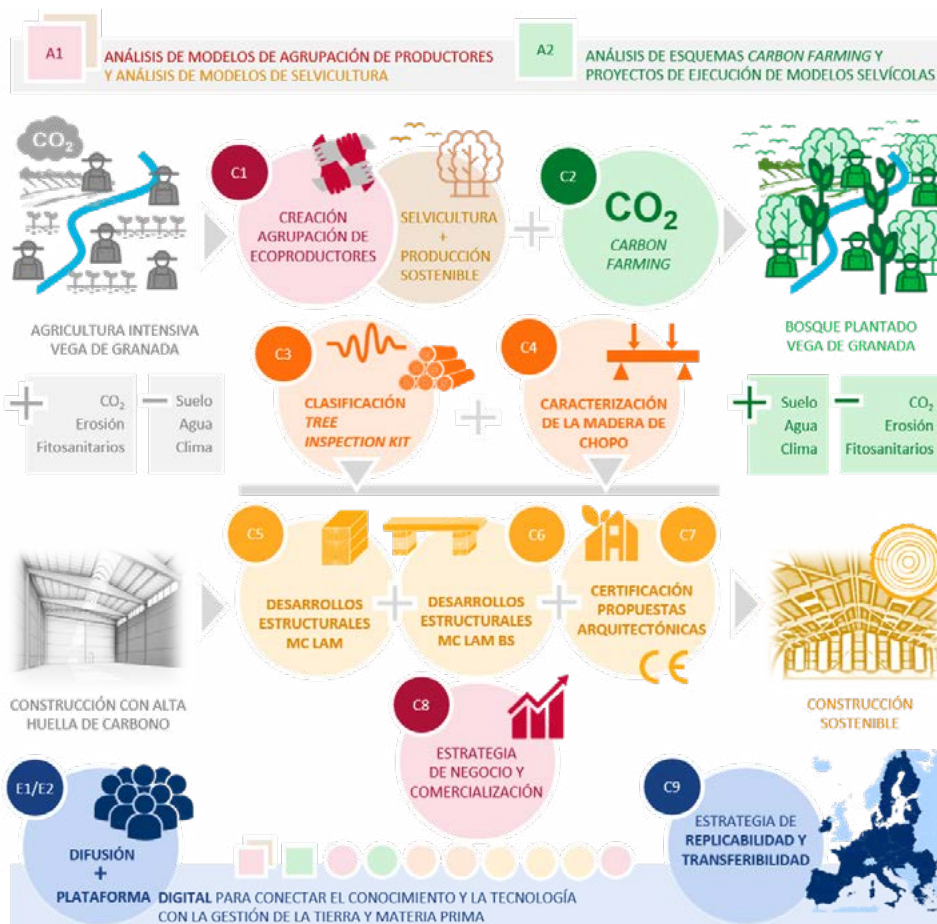 A1
ANÁLISIS DE MODELOS DE AGRUPACIÓN DE PRODUCTORES
Y ANÁLISIS DE MODELOS DE SELVICULTURA
A2
ANÁLISIS DE ESQUEMAS CARBON FARMING Y
PROYECTOS DE EJECUCIÓN DE MODELOS SELVÍCOLAS
CO₂
AGRICULTURA INTENSIVA
VEGA DE GRANADA
C1
CREACIÓN
AGRUPACIÓN DE
ECOPRODUCTORES
SELVICULTURA
+
PRODUCCIÓN
SOSTENIBLE
+
C2
CO₂
CARBON
FARMING
BOSQUE PLANTADO
VEGA DE GRANADA
+
CO₂
Erosión
Fitosanitarios
−
Suelo
Agua
Clima
C3
CLASIFICACIÓN
TREE
INSPECTION KIT
+
C4
CARACTERIZACIÓN
DE LA MADERA DE
CHOPO
+
Suelo
Agua
Clima
−
CO₂
Erosión
Fitosanitarios
CONSTRUCCIÓN CON ALTA
HUELLA DE CARBONO
C5
DESARROLLOS
ESTRUCTURALES
MC LAM
+
C6
DESARROLLOS
ESTRUCTURALES
MC LAM BS
+
C7
CERTIFICACIÓN
PROPUESTAS
ARQUITECTÓNICAS
CE
CONSTRUCCIÓN
SOSTENIBLE
C8
ESTRATEGIA
DE NEGOCIO Y
COMERCIALIZACIÓN
E1/E2
DIFUSIÓN
+
PLATAFORMA DIGITAL PARA CONECTAR EL CONOCIMIENTO Y LA TECNOLOGÍA
CON LA GESTIÓN DE LA TIERRA Y MATERIA PRIMA
C9
ESTRATEGIA DE
REPLICABILIDAD Y
TRANSFERIBILIDAD